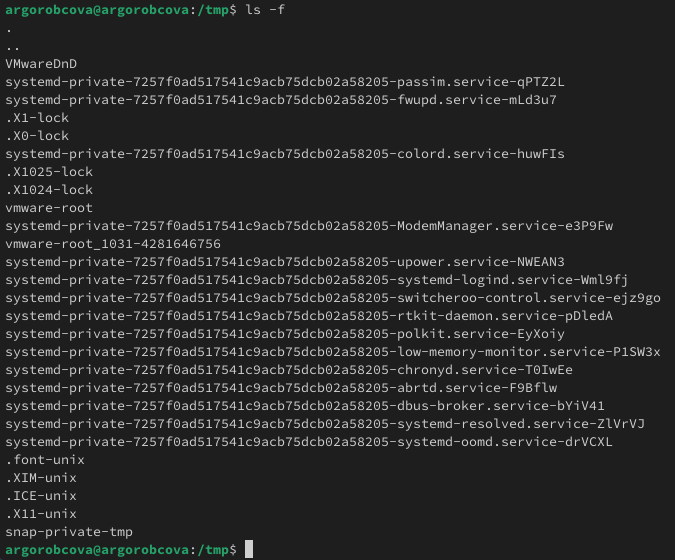 argorobcova@argorobcova:/tmp$ ls -f
.
..
VMwareDnD
systemd-private-7257f0ad517541c9acb75dcb02a58205-passim.service-qPTZ2L
systemd-private-7257f0ad517541c9acb75dcb02a58205-fwupd.service-mLd3u7
.X1-lock
.X0-lock
systemd-private-7257f0ad517541c9acb75dcb02a58205-colord.service-huwFIs
.X1025-lock
.X1024-lock
vmware-root
systemd-private-7257f0ad517541c9acb75dcb02a58205-ModemManager.service-e3P9Fw
vmware-root_1031-4281646756
systemd-private-7257f0ad517541c9acb75dcb02a58205-upower.service-NWEAN3
systemd-private-7257f0ad517541c9acb75dcb02a58205-systemd-logind.service-Wml9fj
systemd-private-7257f0ad517541c9acb75dcb02a58205-switcheroo-control.service-ejz9go
systemd-private-7257f0ad517541c9acb75dcb02a58205-rtkit-daemon.service-pDledA
systemd-private-7257f0ad517541c9acb75dcb02a58205-polkit.service-EyXoiy
systemd-private-7257f0ad517541c9acb75dcb02a58205-low-memory-monitor.service-P1SW3x
systemd-private-7257f0ad517541c9acb75dcb02a58205-chronyd.service-T0IwEe
systemd-private-7257f0ad517541c9acb75dcb02a58205-abrtd.service-F9Bflw
systemd-private-7257f0ad517541c9acb75dcb02a58205-dbus-broker.service-bYiV41
systemd-private-7257f0ad517541c9acb75dcb02a58205-systemd-resolved.service-ZlVrVJ
systemd-private-7257f0ad517541c9acb75dcb02a58205-systemd-oomd.service-drVCXL
.font-unix
.XIM-unix
.ICE-unix
.X11-unix
snap-private-tmp
argorobcova@argorobcova:/tmp$